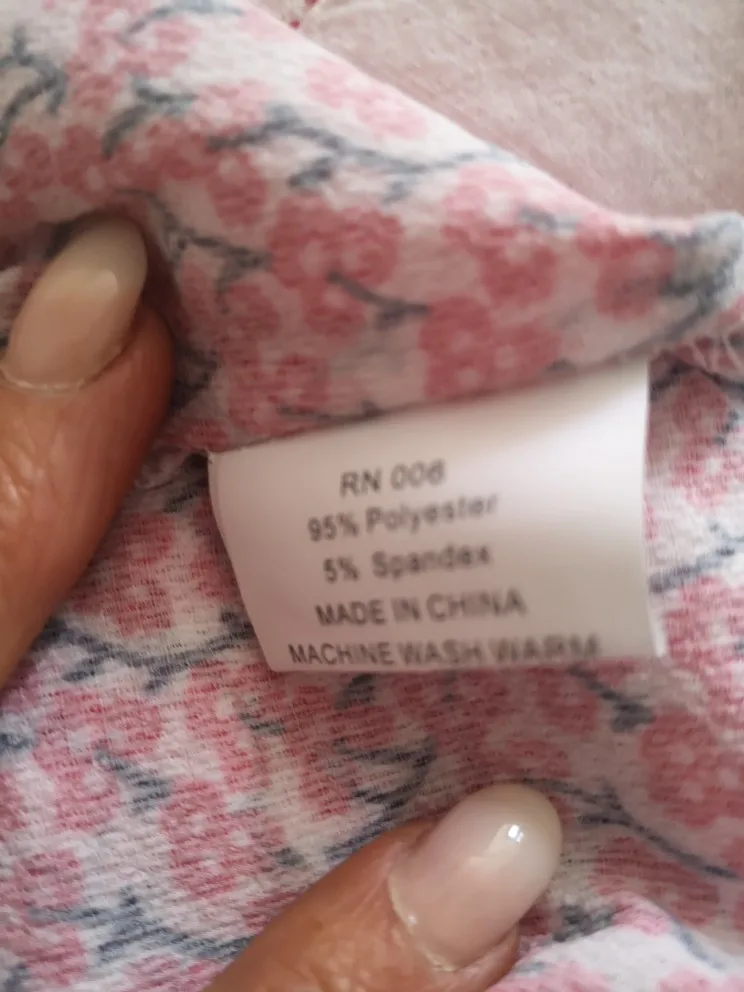 RN 006
95% Polyester
5% Spandex
MADE IN CHINA
MACHINE WASH WARM